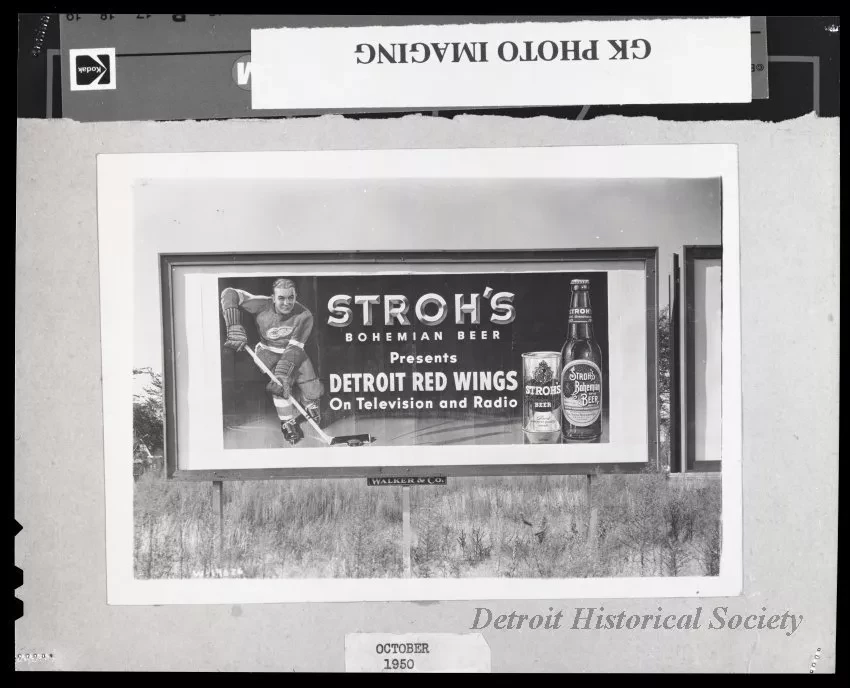 GK PHOTO IMAGING
Kodak
STROH'S
BOHEMIAN BEER
Presents
DETROIT RED WINGS
On Television and Radio
STROH'S
BEER
STROH'S
STROH'S
Bohemian
BEER
WALKER & CO.
Detroit Historical Society
OCTOBER
1950